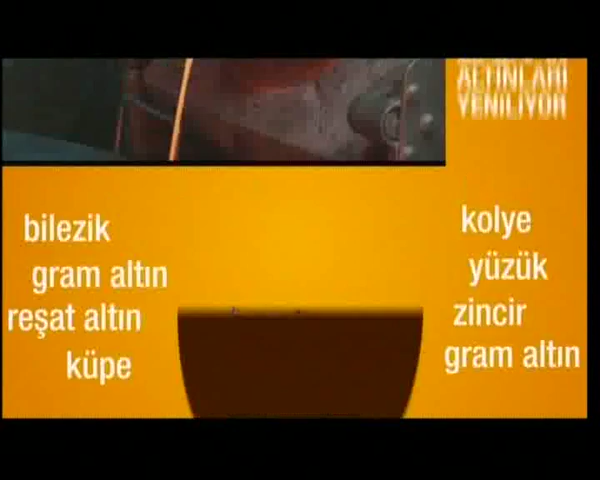 ALTINLARI
YENİLİYOR
bilezik
gram altın
reşat altın
küpe
kolye
yüzük
zincir
gram altın